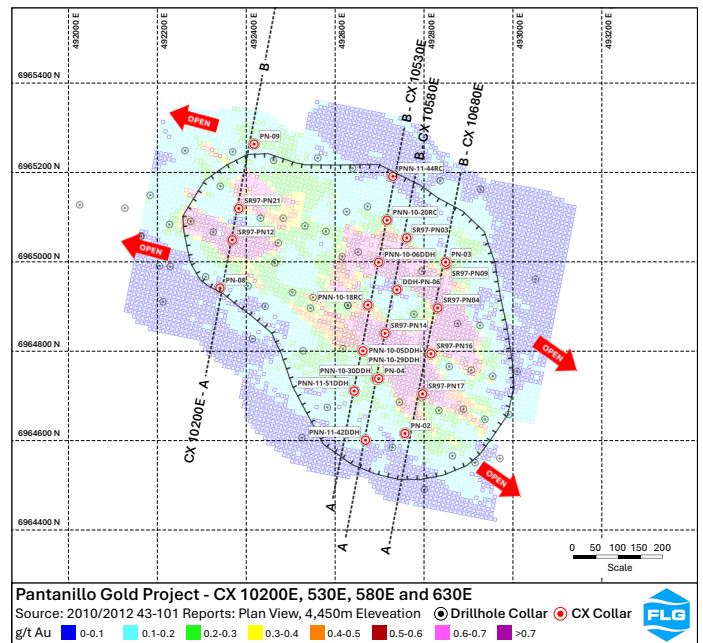 492000 E
492200 E
492400 E
492600 E
492800 E
493000 E
493200 E
6965400 N
6965200 N
6965000 N
6964800 N
6964600 N
6964400 N
B
B - CX 10530E
B - CX 10580E
B - CX 10680E
OPEN
PN-09
PNN-11-44RC
SR97-PN21
PNN-10-20RC
SR97-PN12
SR97-PN03
OPEN
PNN-10-06DDH
PN-03
SR97-PN09
PN-08
DDH-PN-06
PNN-10-18RC
SR97-PN04
SR97-PN14
OPEN
PNN-10-05DDH
SR97-PN16
PNN-10-29DDH
PNN-10-30DDH
PN-04
PNN-11-51DDH
SR97-PN17
CX 10200E - A
PNN-11-42DDH
PN-02
OPEN
A
A
A
0 50 100 150 200
Scale
Pantanillo Gold Project - CX 10200E, 530E, 580E and 630E
Source: 2010/2012 43-101 Reports: Plan View, 4,450m Elevation Drillhole Collar CX Collar
g/t Au 0-0.1 0.1-0.2 0.2-0.3 0.3-0.4 0.4-0.5 0.5-0.6 0.6-0.7 >0.7
FLG